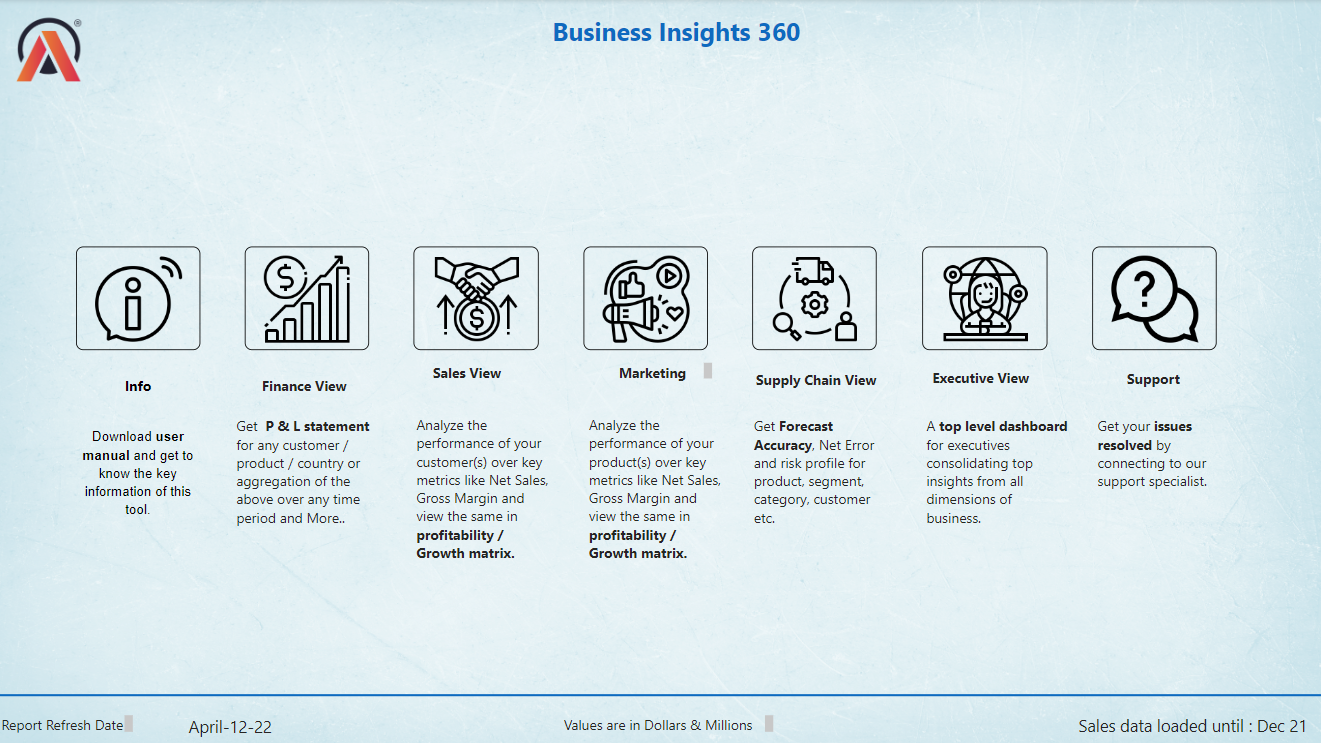 Business Insights 360
®
Info
Download user
manual and get to
know the key
information of this
tool.
Finance View
Get P & L statement
for any customer /
product / country or
aggregation of the
above over any time
period and More..
Sales View
Analyze the
performance of your
customer(s) over key
metrics like Net Sales,
Gross Margin and
view the same in
profitability /
Growth matrix.
Marketing
Analyze the
performance of your
product(s) over key
metrics like Net Sales,
Gross Margin and
view the same in
profitability /
Growth matrix.
Supply Chain View
Get Forecast
Accuracy, Net Error
and risk profile for
product, segment,
category, customer
etc.
Executive View
A top level dashboard
for executives
consolidating top
insights from all
dimensions of
business.
Support
Get your issues
resolved by
connecting to our
support specialist.
Report Refresh Date
April-12-22
Values are in Dollars & Millions
Sales data loaded until : Dec 21